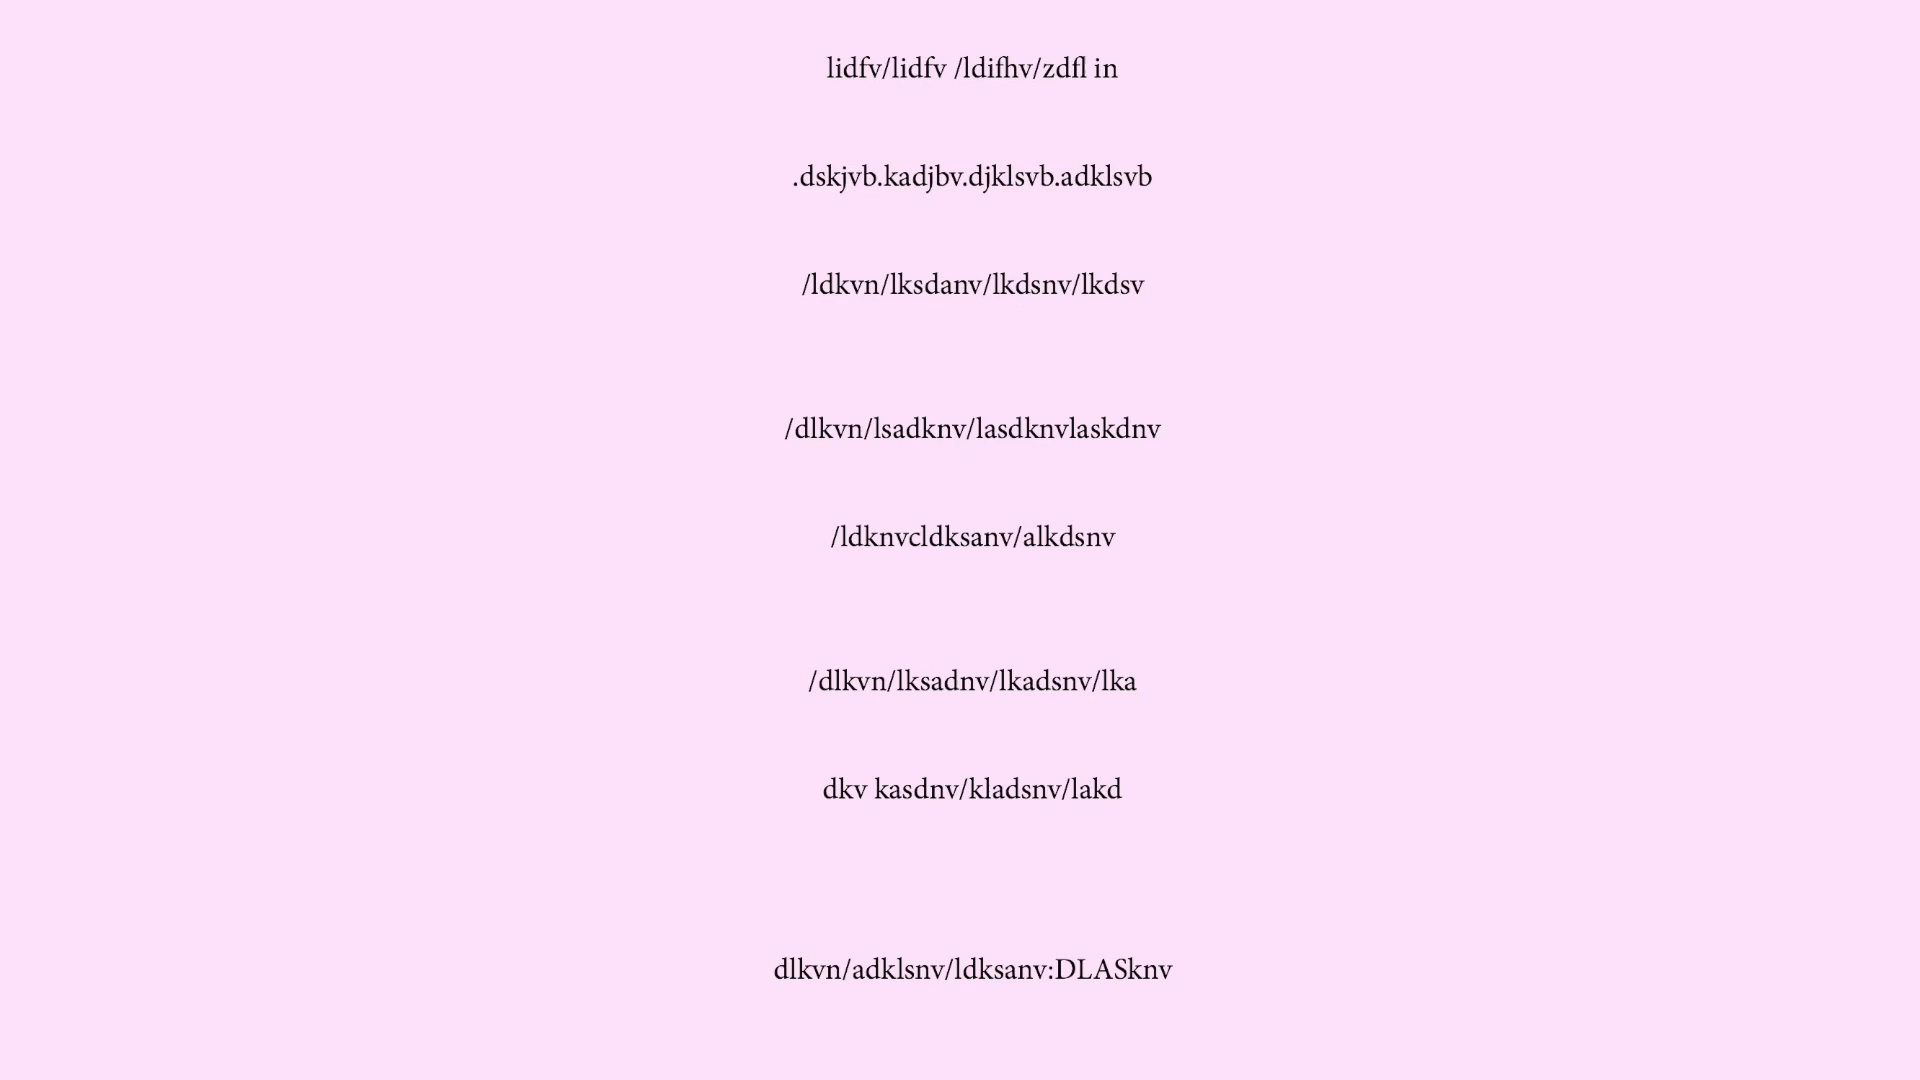 lidfv/lidfv /ldifhv/zdfl in
.dskjvb.kadjbv.djklsvb.adklsvb
/ldkvn/lksdanv/lkdsnv/lkdsv
/dlkvn/lsadknv/lasdknvlaskdnv
/ldknvcldksanv/alkdsnv
/dlkvn/lksadnv/lkadsnv/lka
dkv kasdnv/kladsnv/lakd
dlkvn/adklsnv/ldksanv:DLASknv